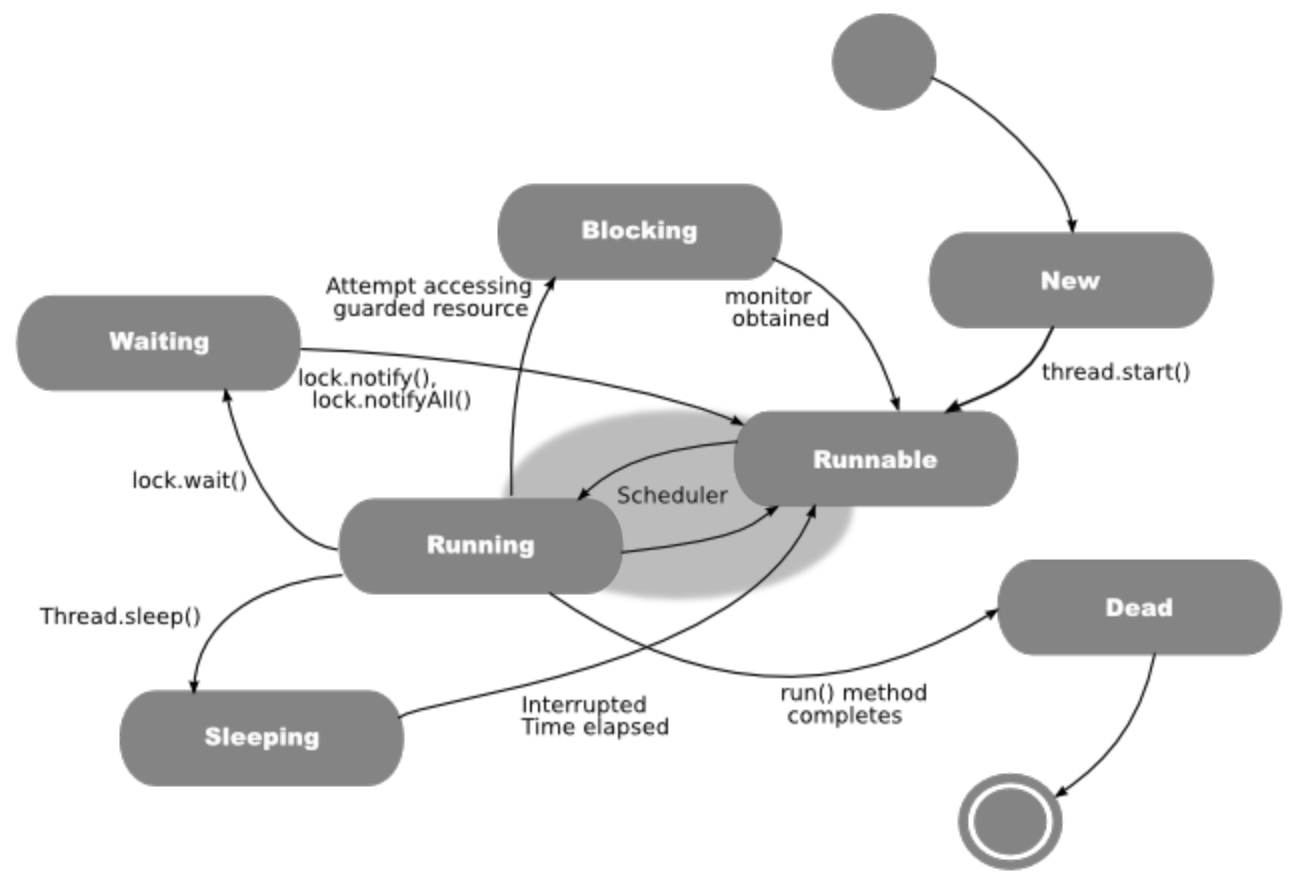 Blocking
New
Attempt accessing
guarded resource
monitor
obtained
Waiting
thread.start()
lock.notify(),
lock.notifyAll()
Runnable
lock.wait()
Scheduler
Running
Dead
Thread.sleep()
run() method
completes
Interrupted
Time elapsed
Sleeping